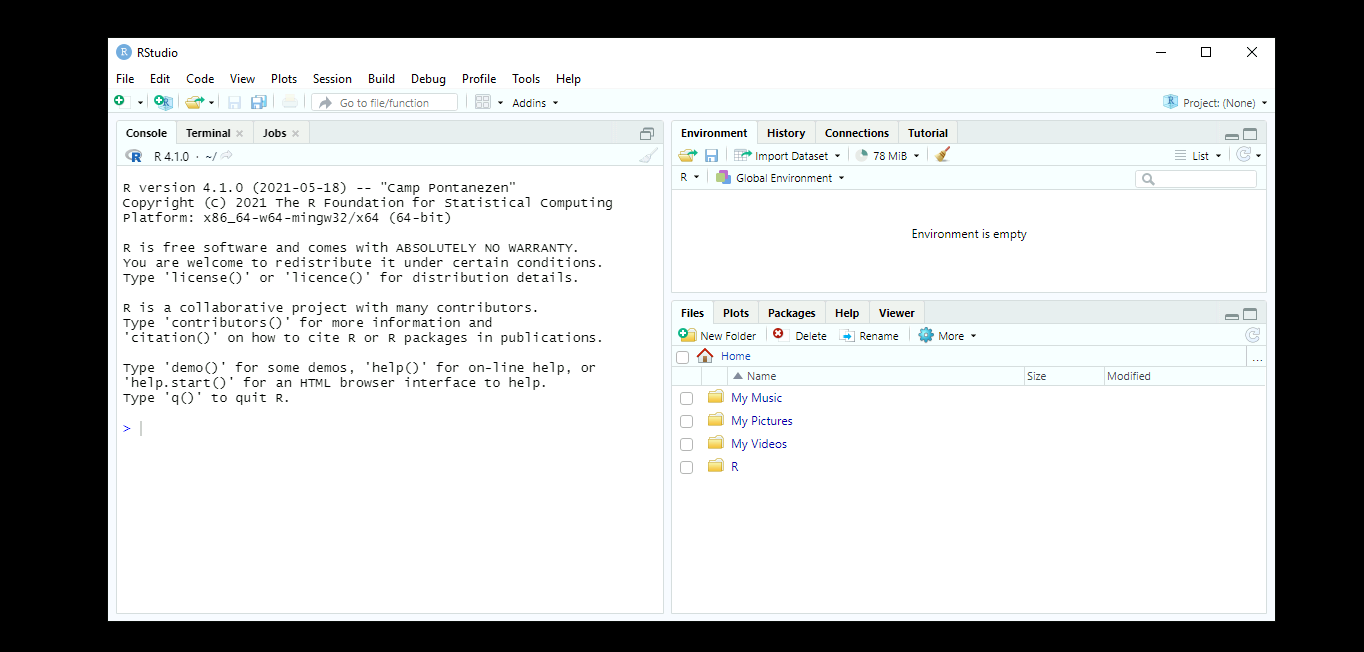 R RStudio
File Edit Code View Plots Session Build Debug Profile Tools Help
R Go to file/function Addins R Project: (None)
Console Terminal Jobs
R R 4.1.0 · ~/
R version 4.1.0 (2021-05-18) -- "Camp Pontanezen"
Copyright (C) 2021 The R Foundation for Statistical Computing
Platform: x86_64-w64-mingw32/x64 (64-bit)
R is free software and comes with ABSOLUTELY NO WARRANTY.
You are welcome to redistribute it under certain conditions.
Type 'license()' or 'licence()' for distribution details.
R is a collaborative project with many contributors.
Type 'contributors()' for more information and
'citation()' on how to cite R or R packages in publications.
Type 'demo()' for some demos, 'help()' for on-line help, or
'help.start()' for an HTML browser interface to help.
Type 'q()' to quit R.
>
Environment History Connections Tutorial
Import Dataset 78 MiB List
R Global Environment
Environment is empty
Files Plots Packages Help Viewer
New Folder Delete Rename More
Home ...
Name Size Modified
My Music
My Pictures
My Videos
R